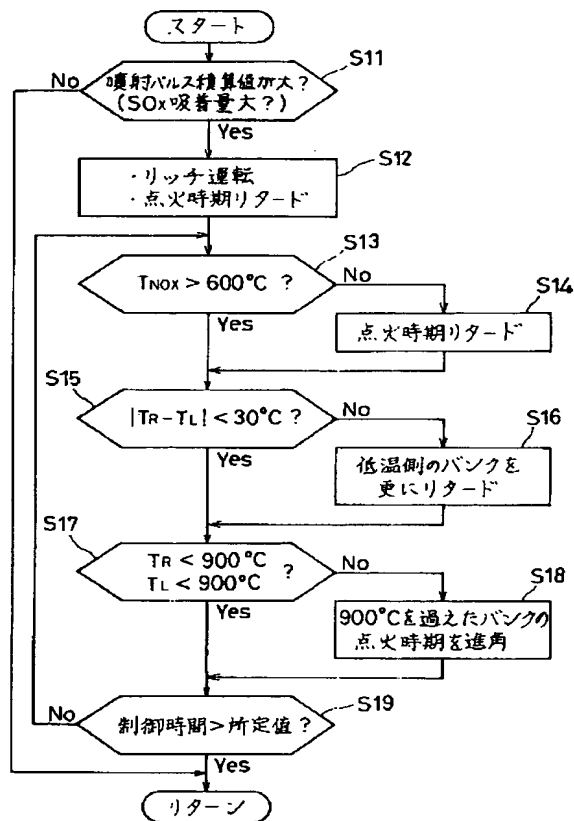 スタート
S11
No
噴射パルス積算値が大?
(SOx吸着量大?)
Yes
S12
・リッチ運転
・点火時期リタード
S13
TNOX > 600°C ?
No
S14
Yes
点火時期リタード
S15
|TR-TL| < 30°C ?
No
S16
Yes
低温側のバンクを
更にリタード
S17
TR < 900°C
TL < 900°C
?
No
S18
Yes
900°Cを過えたバンクの
点火時期を進角
S19
No
制御時間>所定値?
Yes
リターン